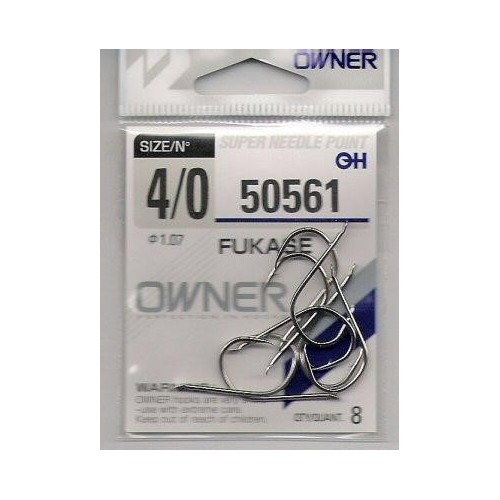 OWNER
SIZE/N°
SUPER NEEDLE POINT
4/0
OH
50561
Φ1.07
FUKASE
OWNER
OWNER hooks are very
-use with extreme care.
Keep out of reach of children.
QTY/QUANT. 8